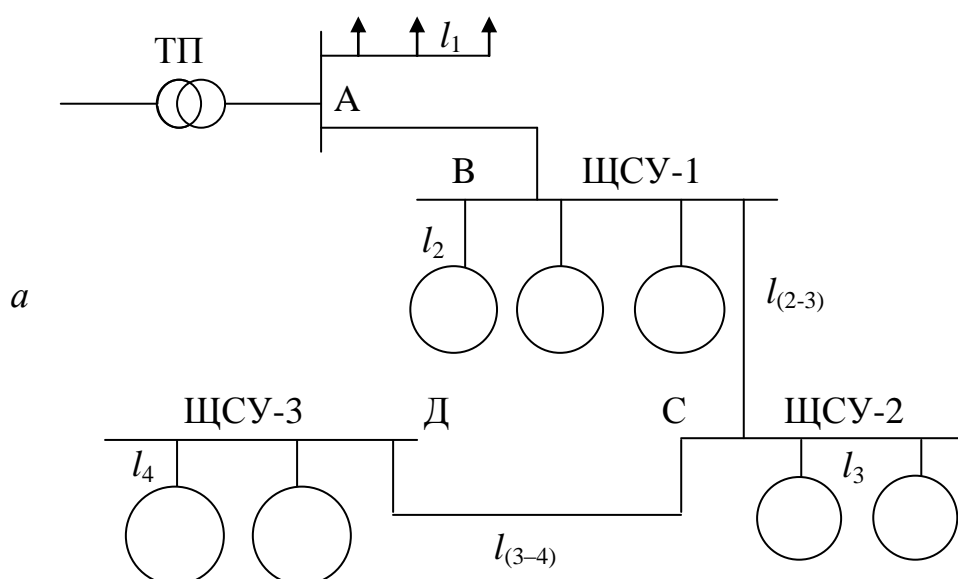 l₁
ТП
А
В
ЩСУ-1
l₂
l₍₂₋₃₎
а
ЩСУ-3
Д
С
ЩСУ-2
l₄
l₃
l₍₃₋₄₎